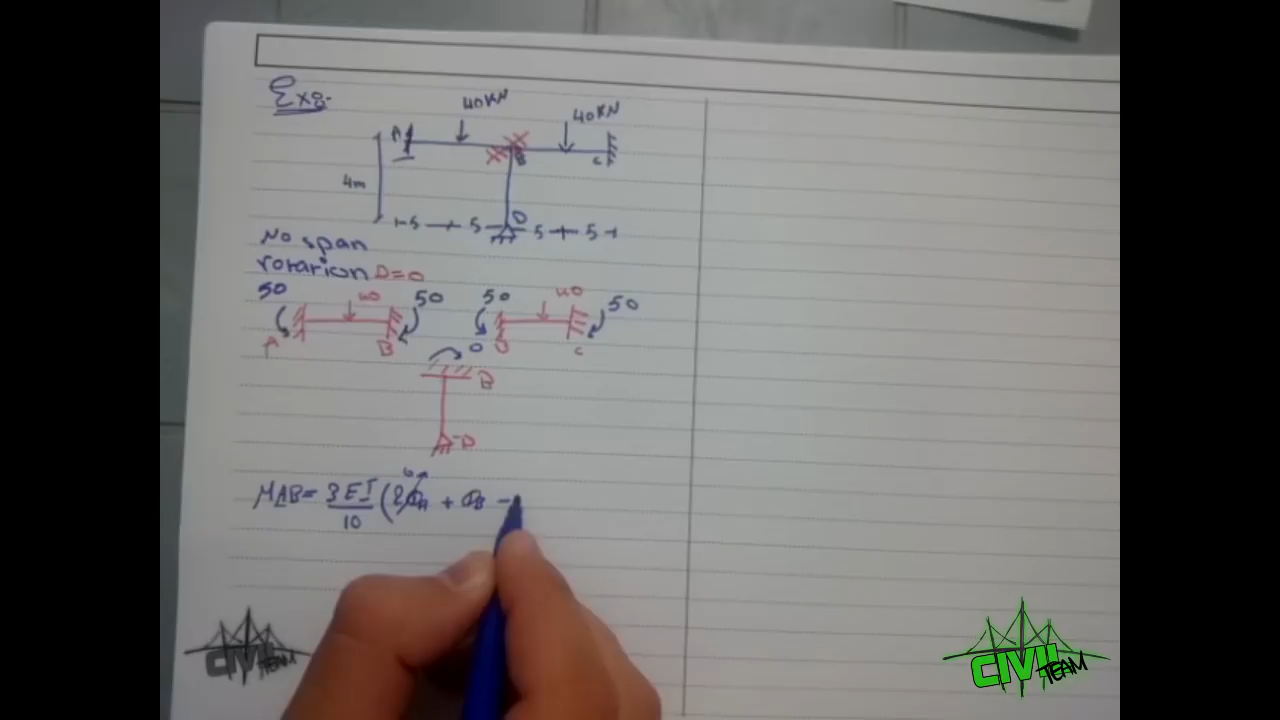 Ex8:-
40KN
40KN
A
B
C
4m
5 5 D 5 5
No span
rotation D=0
50 40 50 50 40 50
A B 0 B C
B
D
MAB= 2EI/10 (2θA + θB -
CIVIL TEAM
CIVIL TEAM